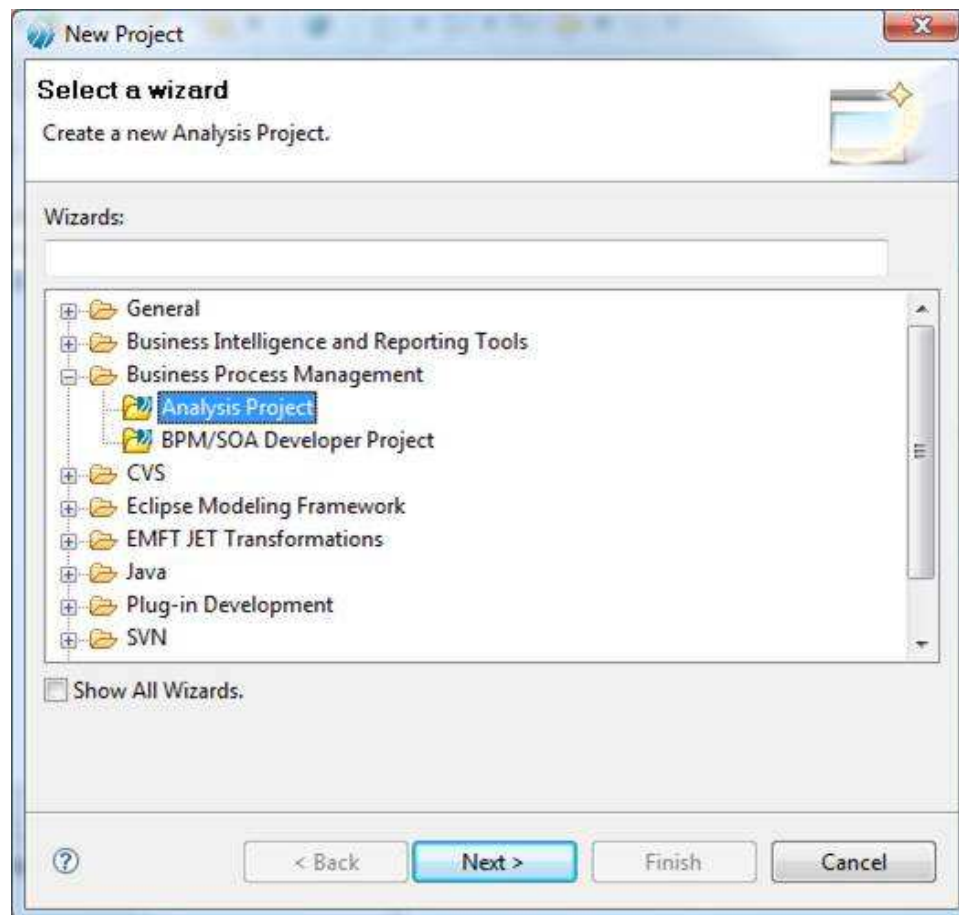 New Project
Select a wizard
Create a new Analysis Project.
Wizards:
General
Business Intelligence and Reporting Tools
Business Process Management
Analysis Project
BPM/SOA Developer Project
CVS
Eclipse Modeling Framework
EMFT JET Transformations
Java
Plug-in Development
SVN
Show All Wizards.
? < Back Next > Finish Cancel